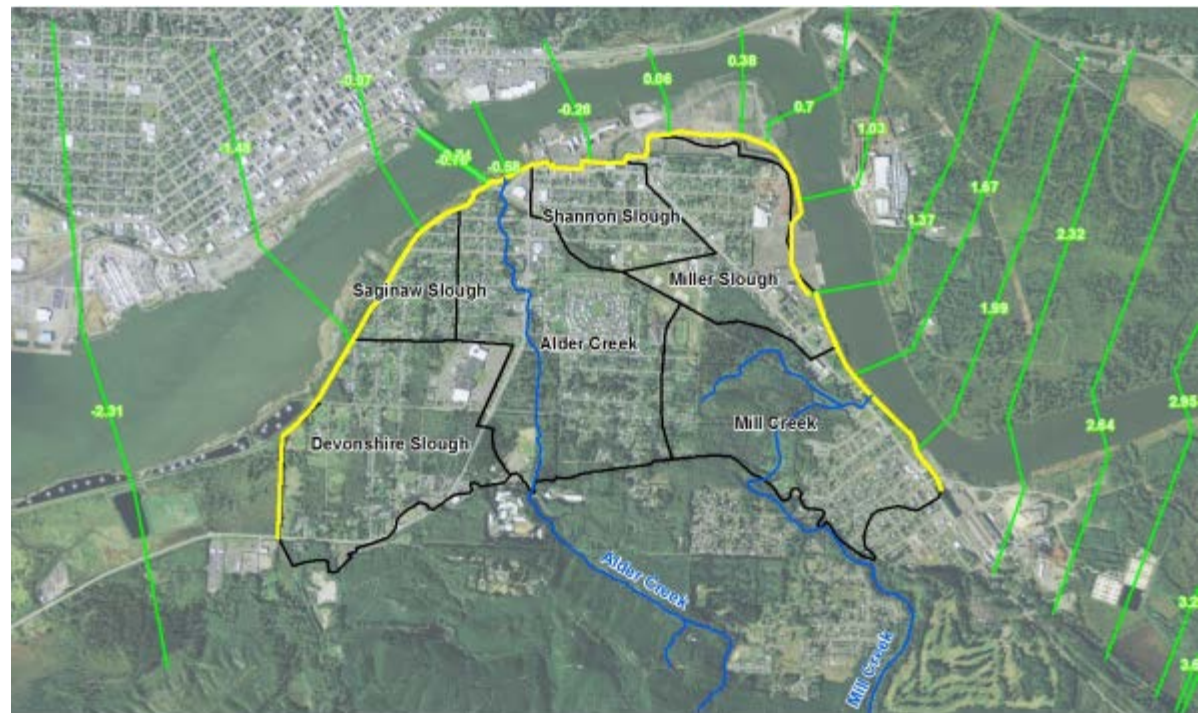 -0.97
-1.45
-0.26
0.06
0.38
0.7
1.03
-0.58
1.67
1.37
2.32
Shannon Slough
Miller Slough
Saginaw Slough
1.99
Alder Creek
-2.31
2.95
2.64
Mill Creek
Devonshire Slough
Alder Creek
Mill Creek